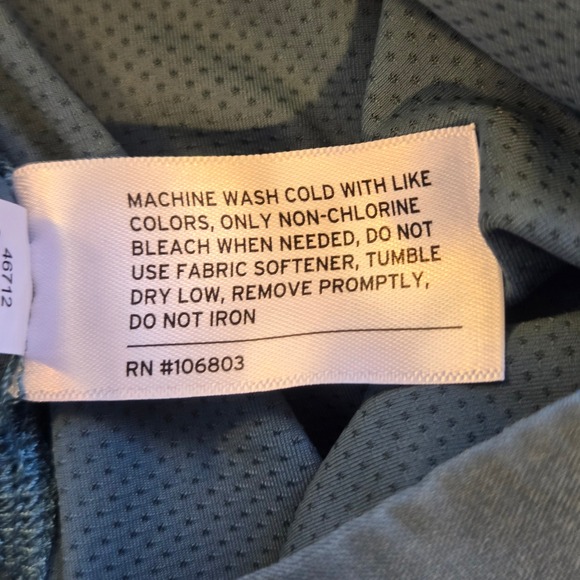 MACHINE WASH COLD WITH LIKE
COLORS, ONLY NON-CHLORINE
BLEACH WHEN NEEDED, DO NOT
USE FABRIC SOFTENER, TUMBLE
DRY LOW, REMOVE PROMPTLY,
DO NOT IRON
RN #106803
46712